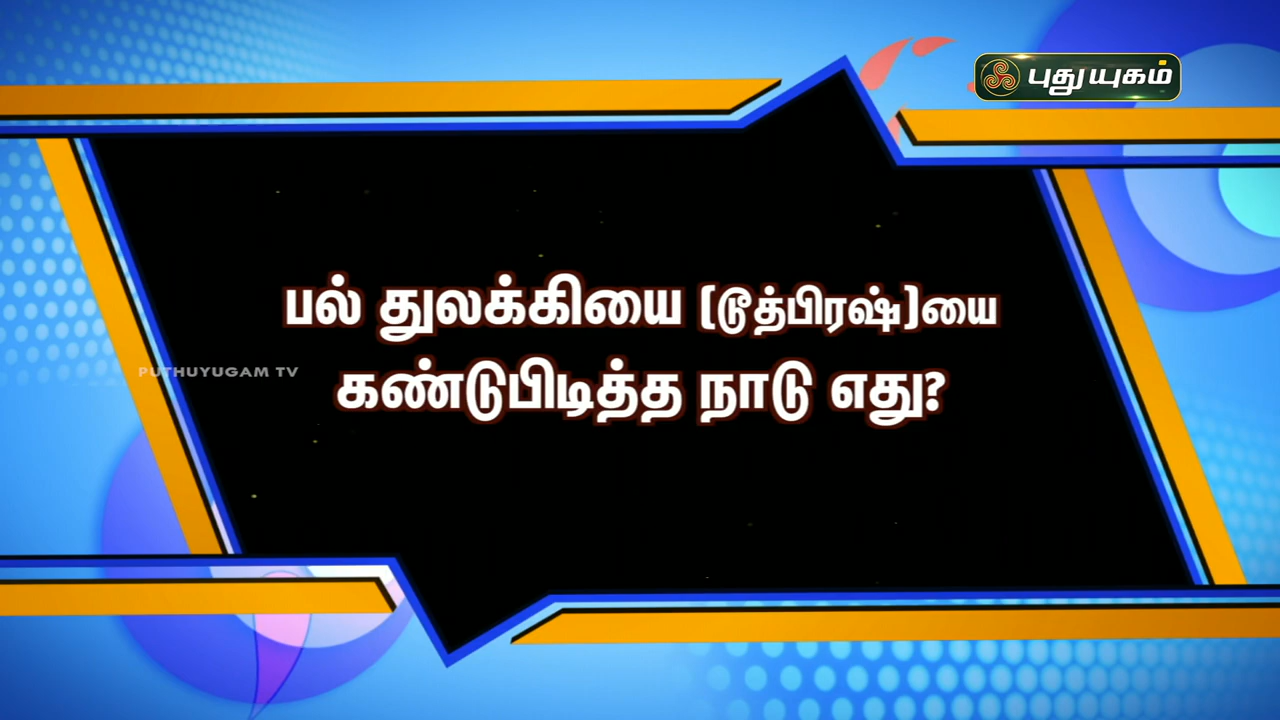 புதுயுகம்
பல் துலக்கியை (டூத்பிரஷ்)யை
PUTHUYUGAM TV
கண்டுபிடித்த நாடு எது?